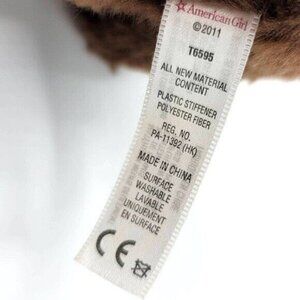 American Girl
©2011
T6595
ALL NEW MATERIAL
CONTENT
PLASTIC STIFFENER
POLYESTER FIBER
REG. NO.
PA-11392 (HK)
MADE IN CHINA
SURFACE
WASHABLE
LAVABLE
UNIQUEMENT
EN SURFACE
CE